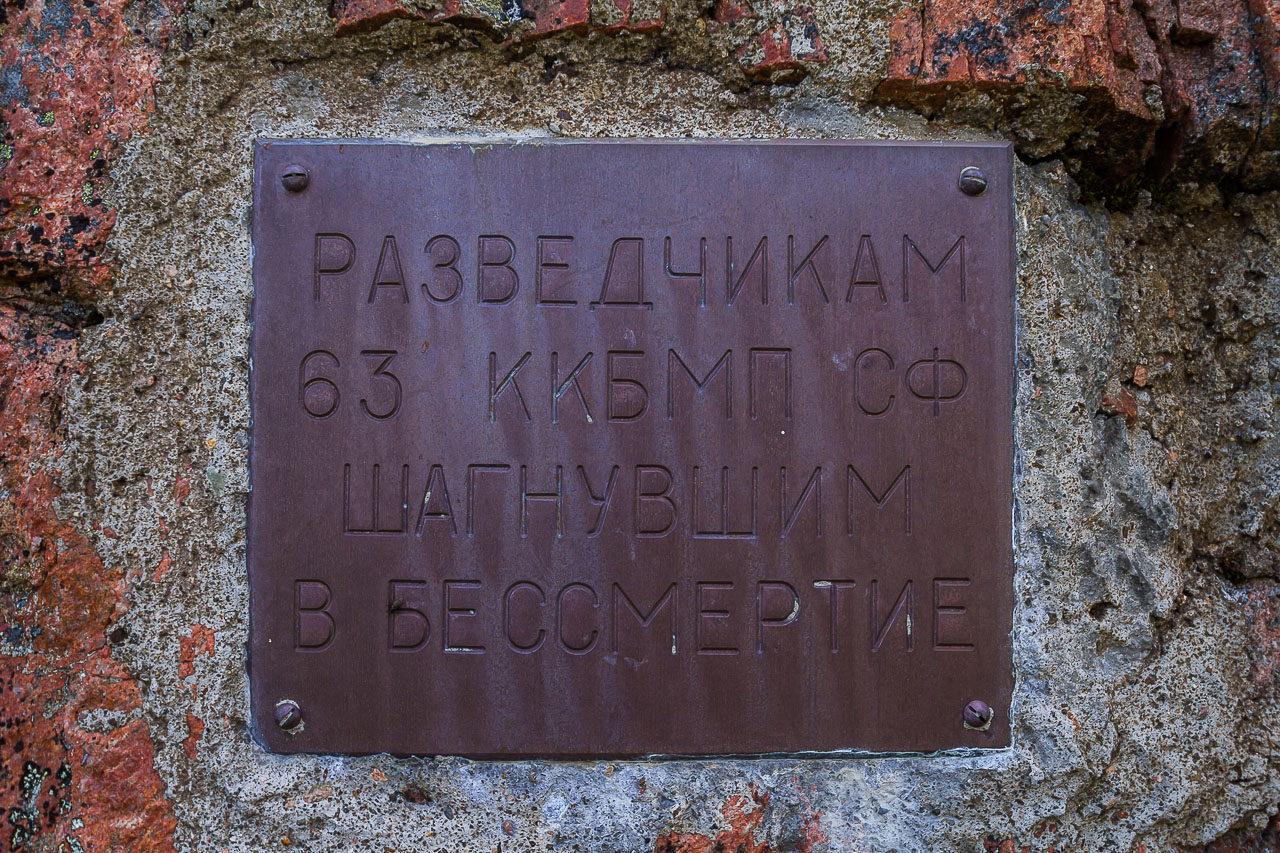 РАЗВЕДЧИКАМ
63 ККБМП СФ
ШАГНУВШИМ
В БЕССМЕРТИЕ